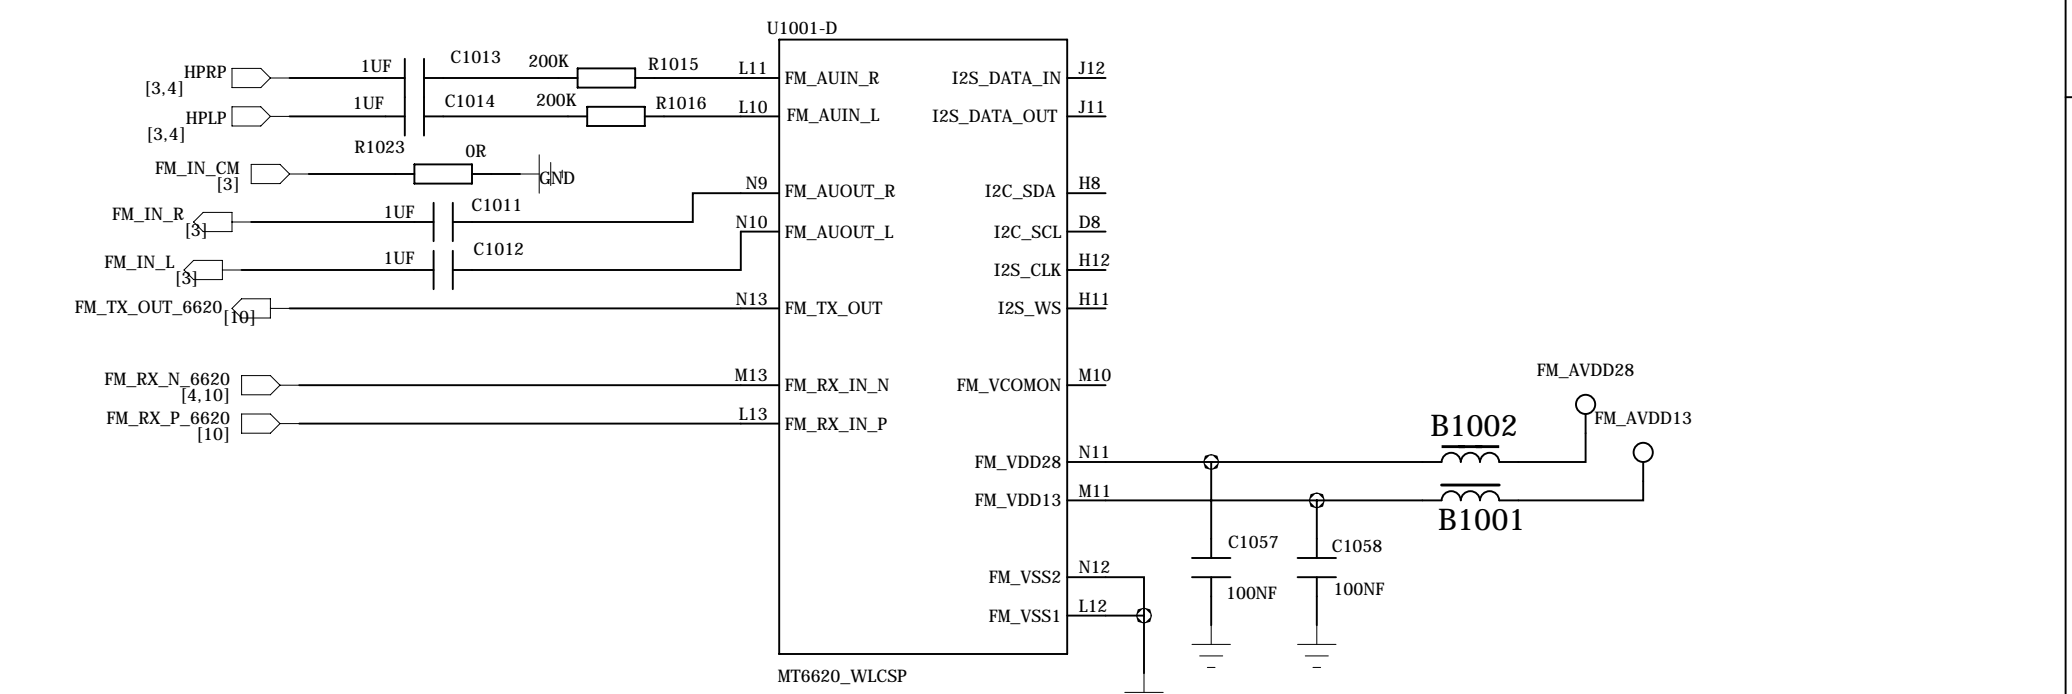 U1001-D
HPRP
[3,4]
1UF
C1013
200K
R1015
L11
FM_AUIN_R
I2S_DATA_IN
J12
HPLP
[3,4]
1UF
C1014
200K
R1016
L10
FM_AUIN_L
I2S_DATA_OUT
J11
R1023
0R
FM_IN_CM
[3]
GND
N9
FM_AUOUT_R
I2C_SDA
H8
FM_IN_R
[3]
1UF
C1011
N10
FM_AUOUT_L
I2C_SCL
D8
FM_IN_L
[3]
1UF
C1012
I2S_CLK
H12
FM_TX_OUT_6620
[10]
N13
FM_TX_OUT
I2S_WS
H11
FM_RX_N_6620
[4,10]
M13
FM_RX_IN_N
FM_VCOMON
M10
FM_RX_P_6620
[10]
L13
FM_RX_IN_P
FM_AVDD28
FM_AVDD13
B1002
FM_VDD28
N11
FM_VDD13
M11
B1001
C1057
100NF
C1058
100NF
FM_VSS2
N12
FM_VSS1
L12
MT6620_WLCSP